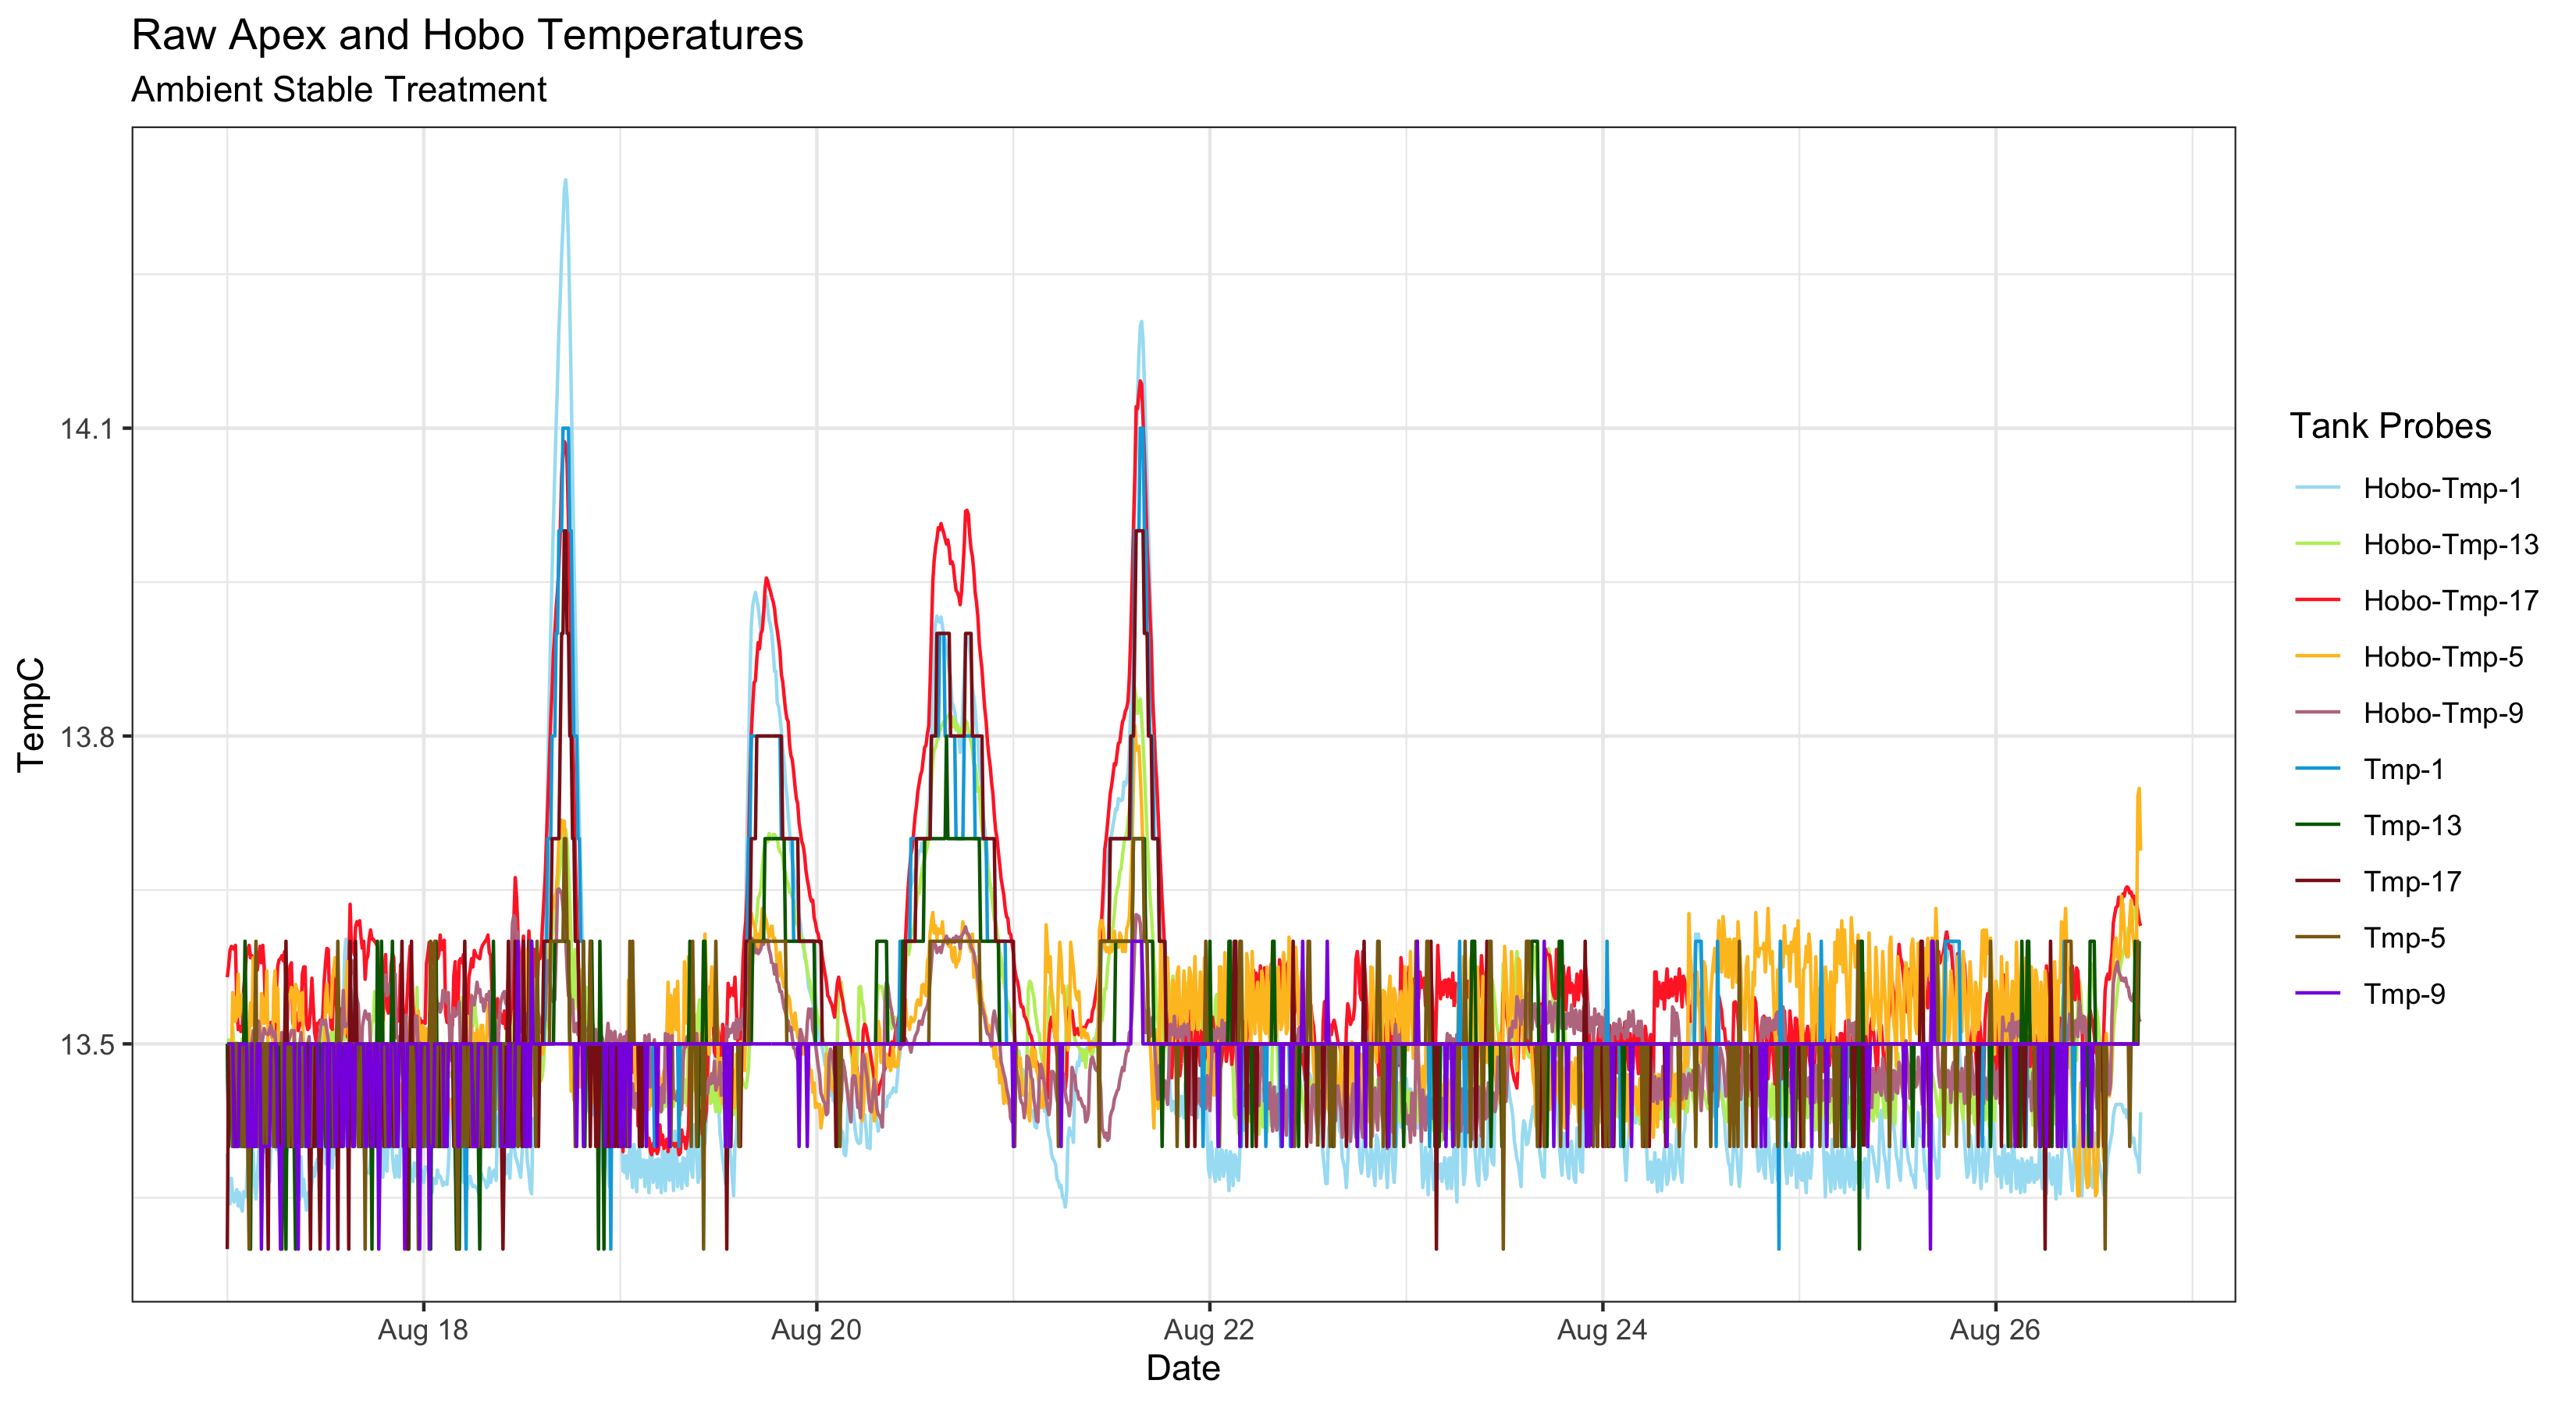 Raw Apex and Hobo Temperatures
Ambient Stable Treatment
TempC
14.1
13.8
13.5
Aug 18
Aug 20
Aug 22
Aug 24
Aug 26
Date
Tank Probes
Hobo-Tmp-1
Hobo-Tmp-13
Hobo-Tmp-17
Hobo-Tmp-5
Hobo-Tmp-9
Tmp-1
Tmp-13
Tmp-17
Tmp-5
Tmp-9